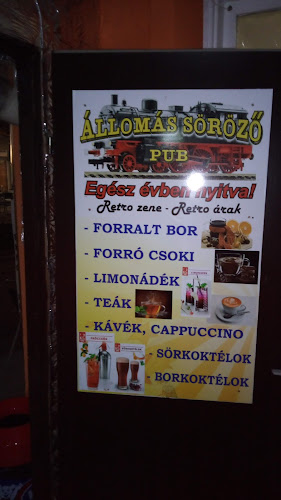 ÁLLOMÁS SÖRÖZŐ
PUB
Egész évben nyitva!
Retro zene - Retro árak
- FORRALT BOR
- FORRÓ CSOKI
- LIMONÁDÉK
- TEÁK
- KÁVÉK, CAPPUCCINO
- SÖRKOKTÉLOK
- BORKOKTÉLOK